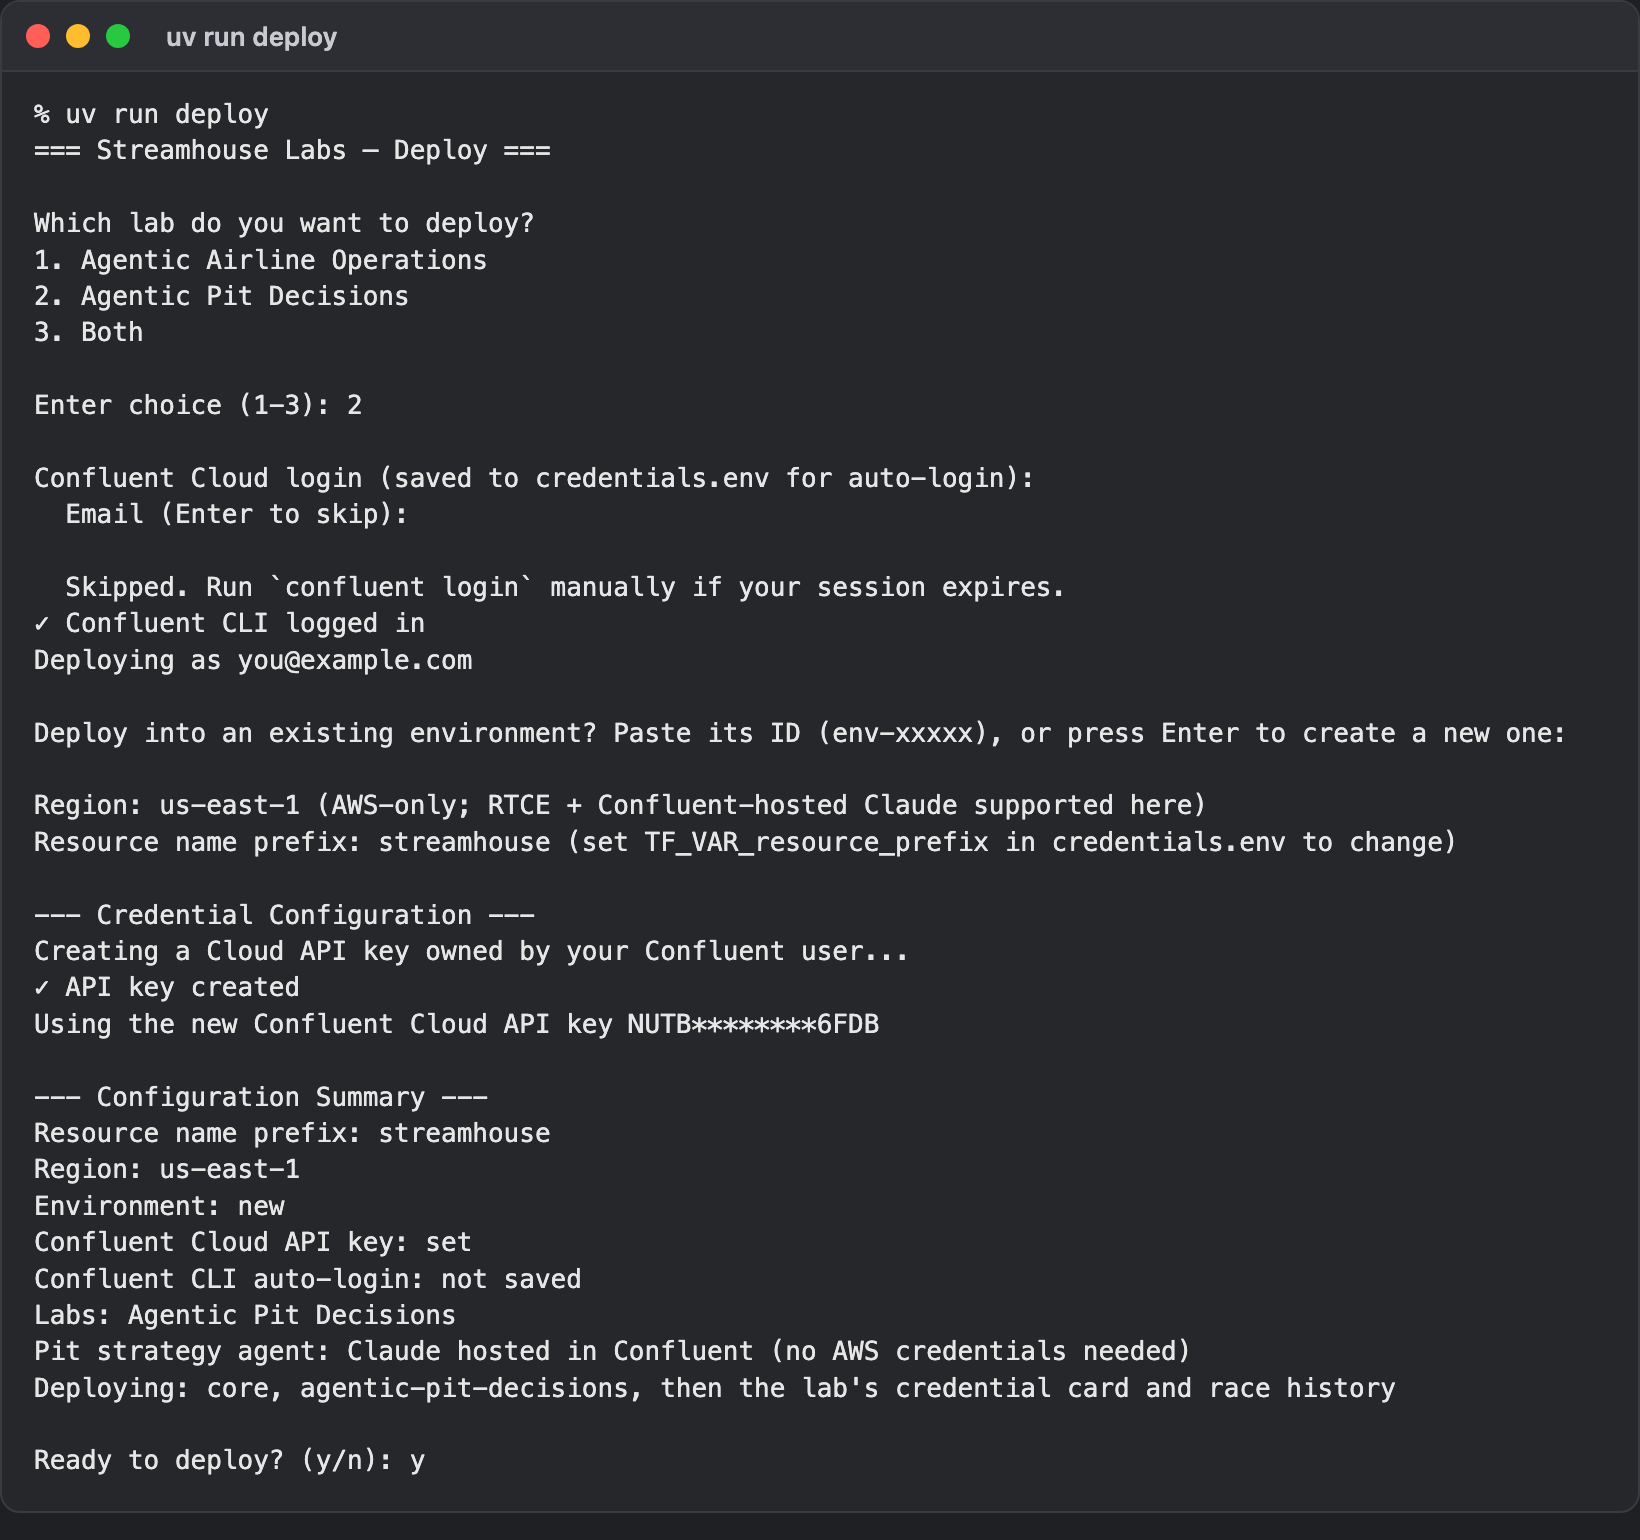 uv run deploy
% uv run deploy
=== Streamhouse Labs — Deploy ===
Which lab do you want to deploy?
1. Agentic Airline Operations
2. Agentic Pit Decisions
3. Both
Enter choice (1-3): 2
Confluent Cloud login (saved to credentials.env for auto-login):
Email (Enter to skip):
Skipped. Run `confluent login` manually if your session expires.
✓ Confluent CLI logged in
Deploying as you@example.com
Deploy into an existing environment? Paste its ID (env-xxxxx), or press Enter to create a new one:
Region: us-east-1 (AWS-only; RTCE + Confluent-hosted Claude supported here)
Resource name prefix: streamhouse (set TF_VAR_resource_prefix in credentials.env to change)
--- Credential Configuration ---
Creating a Cloud API key owned by your Confluent user...
✓ API key created
Using the new Confluent Cloud API key NUTB********6FDB
--- Configuration Summary ---
Resource name prefix: streamhouse
Region: us-east-1
Environment: new
Confluent Cloud API key: set
Confluent CLI auto-login: not saved
Labs: Agentic Pit Decisions
Pit strategy agent: Claude hosted in Confluent (no AWS credentials needed)
Deploying: core, agentic-pit-decisions, then the lab's credential card and race history
Ready to deploy? (y/n): y